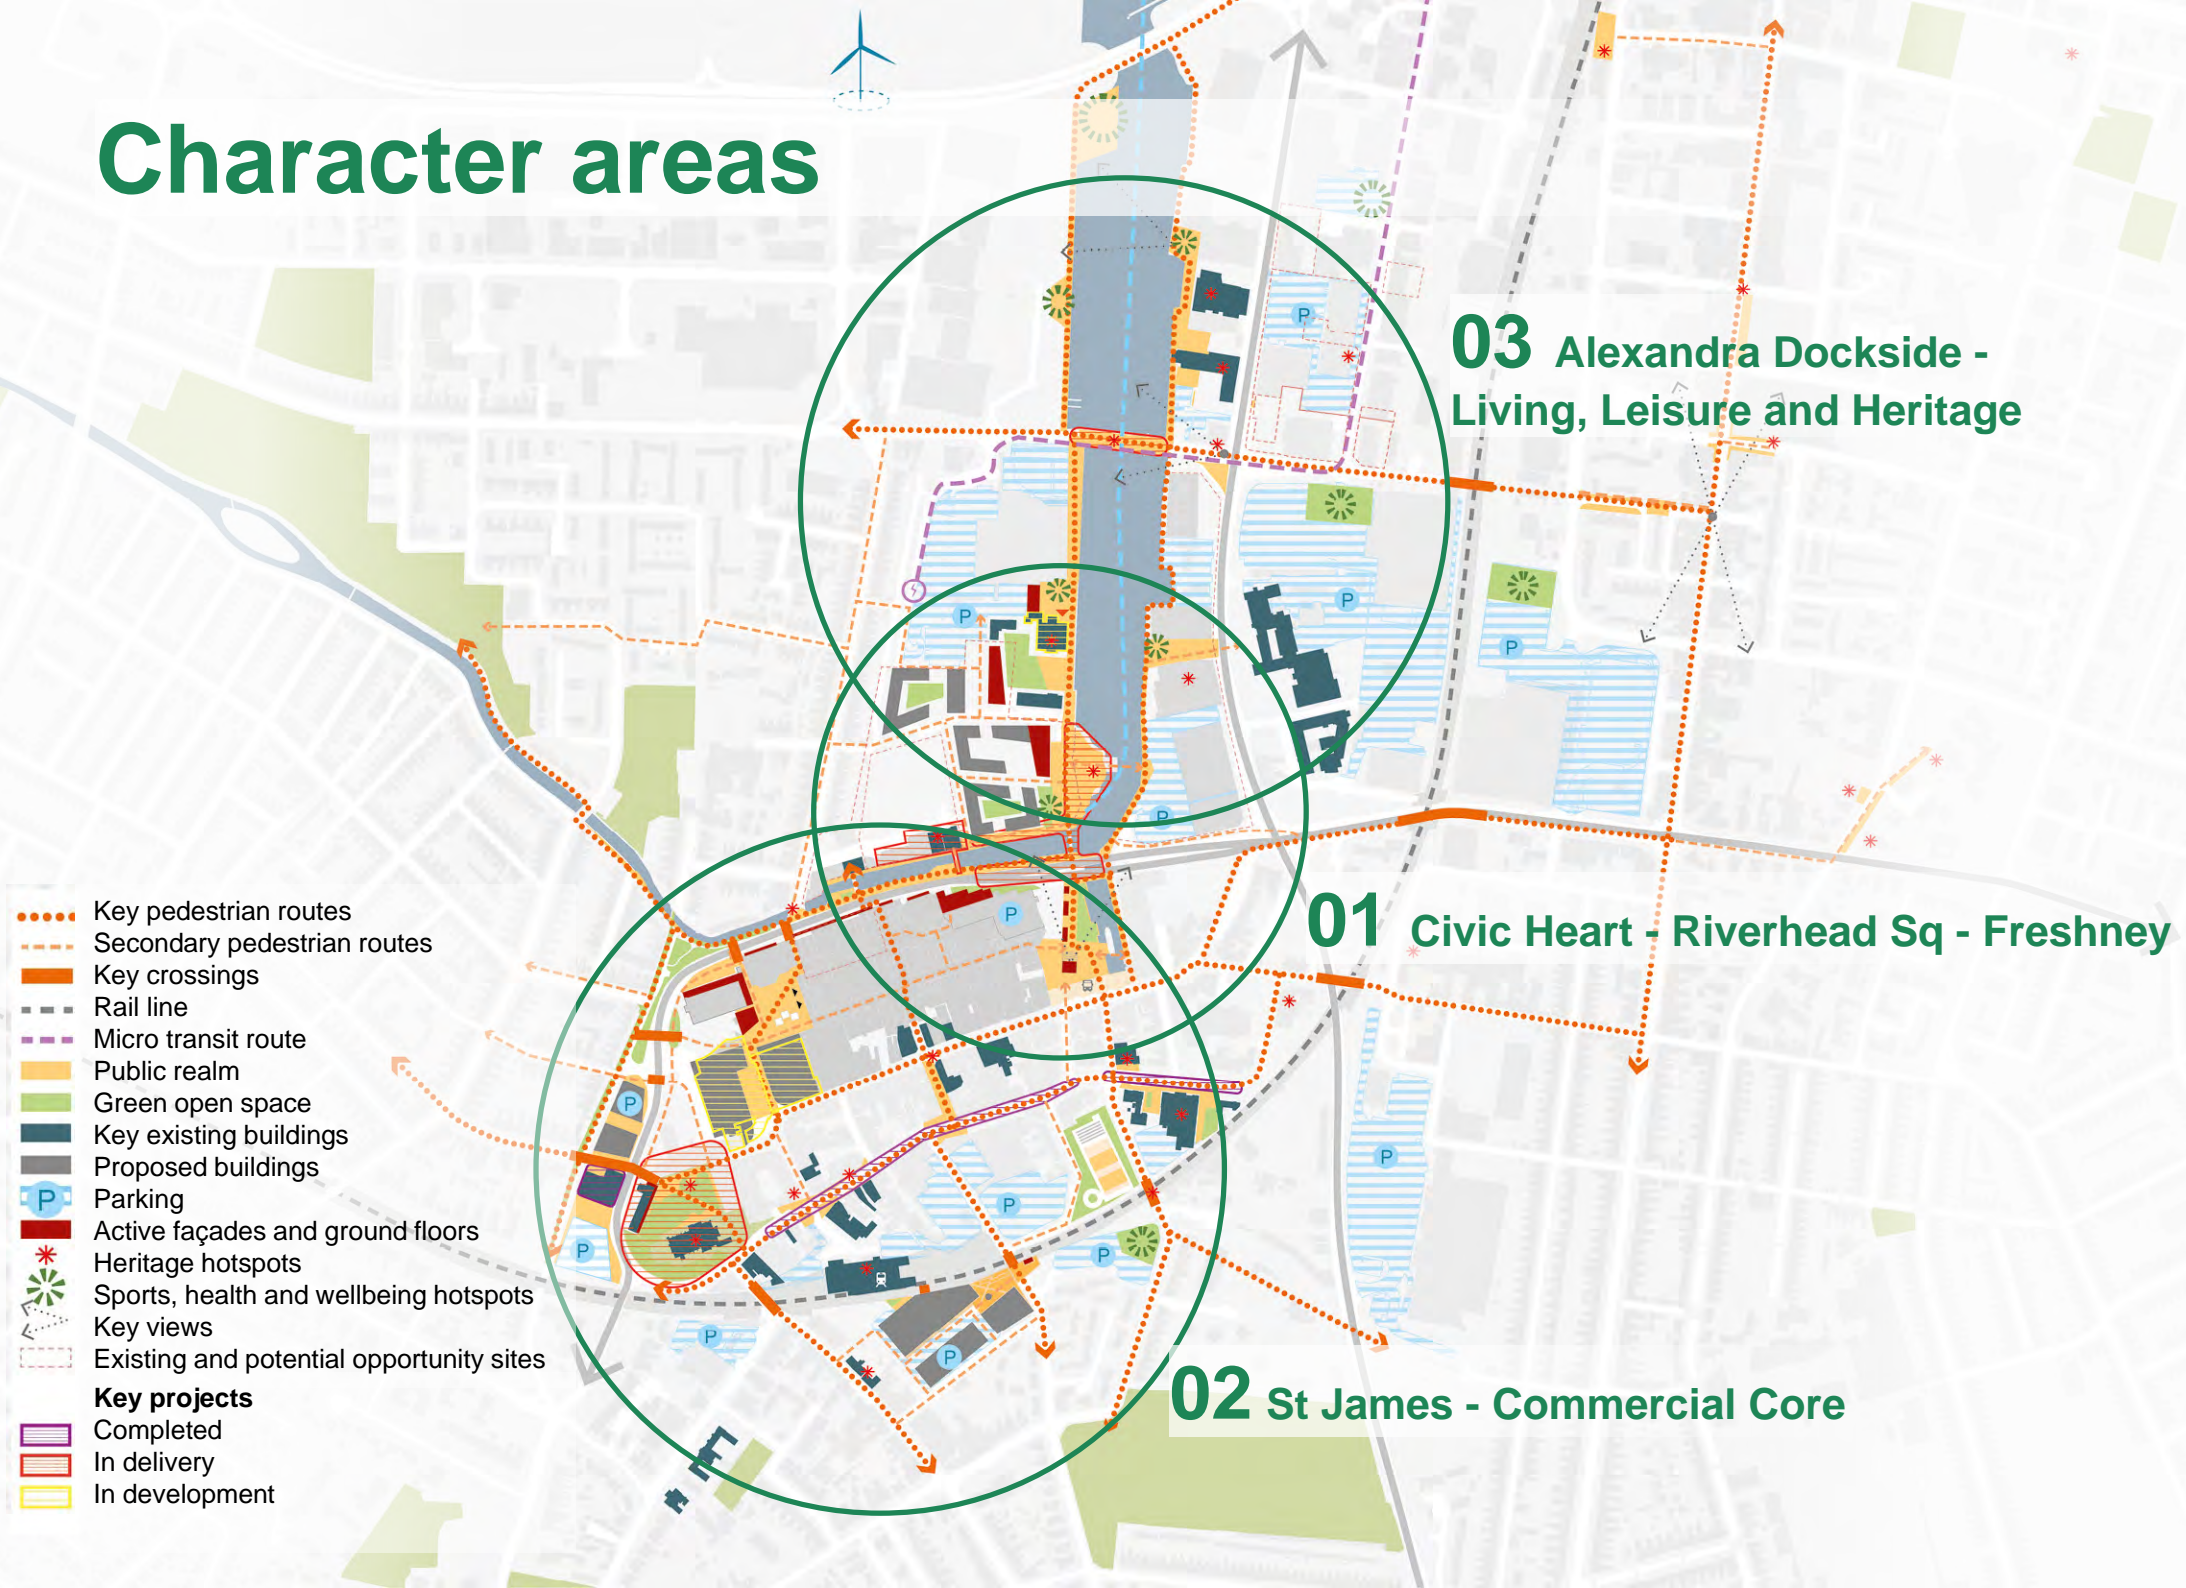 Character areas
03 Alexandra Dockside -
Living, Leisure and Heritage
01 Civic Heart - Riverhead Sq - Freshney
02 St James - Commercial Core
Key pedestrian routes
Secondary pedestrian routes
Key crossings
Rail line
Micro transit route
Public realm
Green open space
Key existing buildings
Proposed buildings
P Parking
Active façades and ground floors
Heritage hotspots
Sports, health and wellbeing hotspots
Key views
Existing and potential opportunity sites
Key projects
Completed
In delivery
In development
P
P
P
P
P
P
P
P
P
P
P
P
P